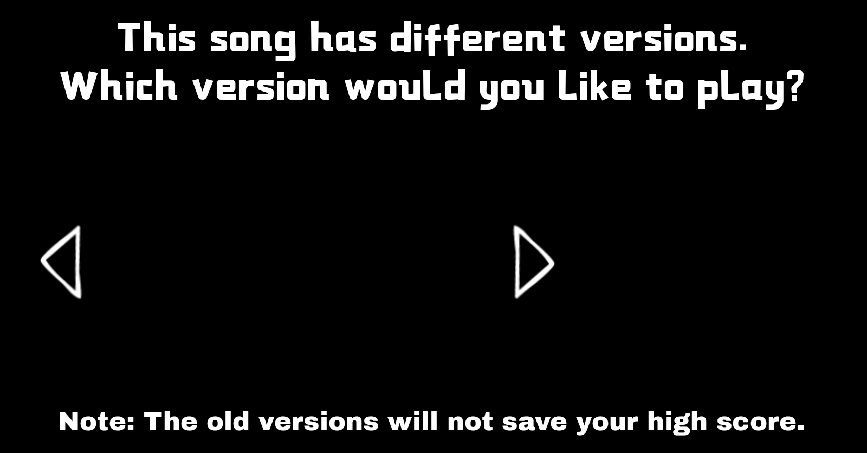 This song has different versions.
Which version would you like to play?
Note: The old versions will not save your high score.